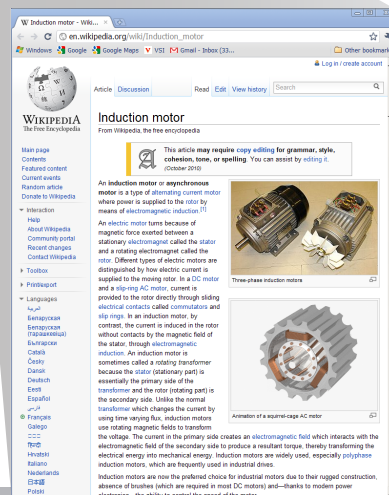 Induction motor - Wiki...
en.wikipedia.org/wiki/Induction_motor
Windows
Google
Google Maps
VSI
Gmail - Inbox (33...
Other bookmark
Log in / create account
WIKIPEDIA
The Free Encyclopedia
Article
Discussion
Read
Edit
View history
Search
Main page
Contents
Featured content
Current events
Random article
Donate to Wikipedia
Interaction
Help
About Wikipedia
Community portal
Recent changes
Contact Wikipedia
Toolbox
Print/export
Languages
العربية
Беларуская
Беларуская
(тарашкевіца)
Български
Català
Česky
Dansk
Deutsch
Eesti
Español
فارسی
Français
Galego
हिन्दी
Hrvatski
Italiano
Nederlands
日本語
Polski
Induction motor
From Wikipedia, the free encyclopedia
This article may require copy editing for grammar, style,
cohesion, tone, or spelling. You can assist by editing it.
(October 2010)
An induction motor or asynchronous
motor is a type of alternating current motor
where power is supplied to the rotor by
means of electromagnetic induction.[1]
An electric motor turns because of
magnetic force exerted between a
stationary electromagnet called the stator
and a rotating electromagnet called the
rotor. Different types of electric motors are
distinguished by how electric current is
supplied to the moving rotor. In a DC motor
and a slip-ring AC motor, current is
provided to the rotor directly through sliding
electrical contacts called commutators and
slip rings. In an induction motor, by
contrast, the current is induced in the rotor
without contacts by the magnetic field of
the stator, through electromagnetic
induction. An induction motor is
sometimes called a rotating transformer
because the stator (stationary part) is
essentially the primary side of the
transformer and the rotor (rotating part) is
the secondary side. Unlike the normal
transformer which changes the current by
using time varying flux, induction motors
use rotating magnetic fields to transform
the voltage. The current in the primary side creates an electromagnetic field which interacts with the
electromagnetic field of the secondary side to produce a resultant torque, thereby transforming the
electrical energy into mechanical energy. Induction motors are widely used, especially polyphase
induction motors, which are frequently used in industrial drives.
Induction motors are now the preferred choice for industrial motors due to their rugged construction,
absence of brushes (which are required in most DC motors) and—thanks to modern power
electronics—the ability to control the speed of the motor.
Three-phase induction motors
Animation of a squirrel-cage AC motor